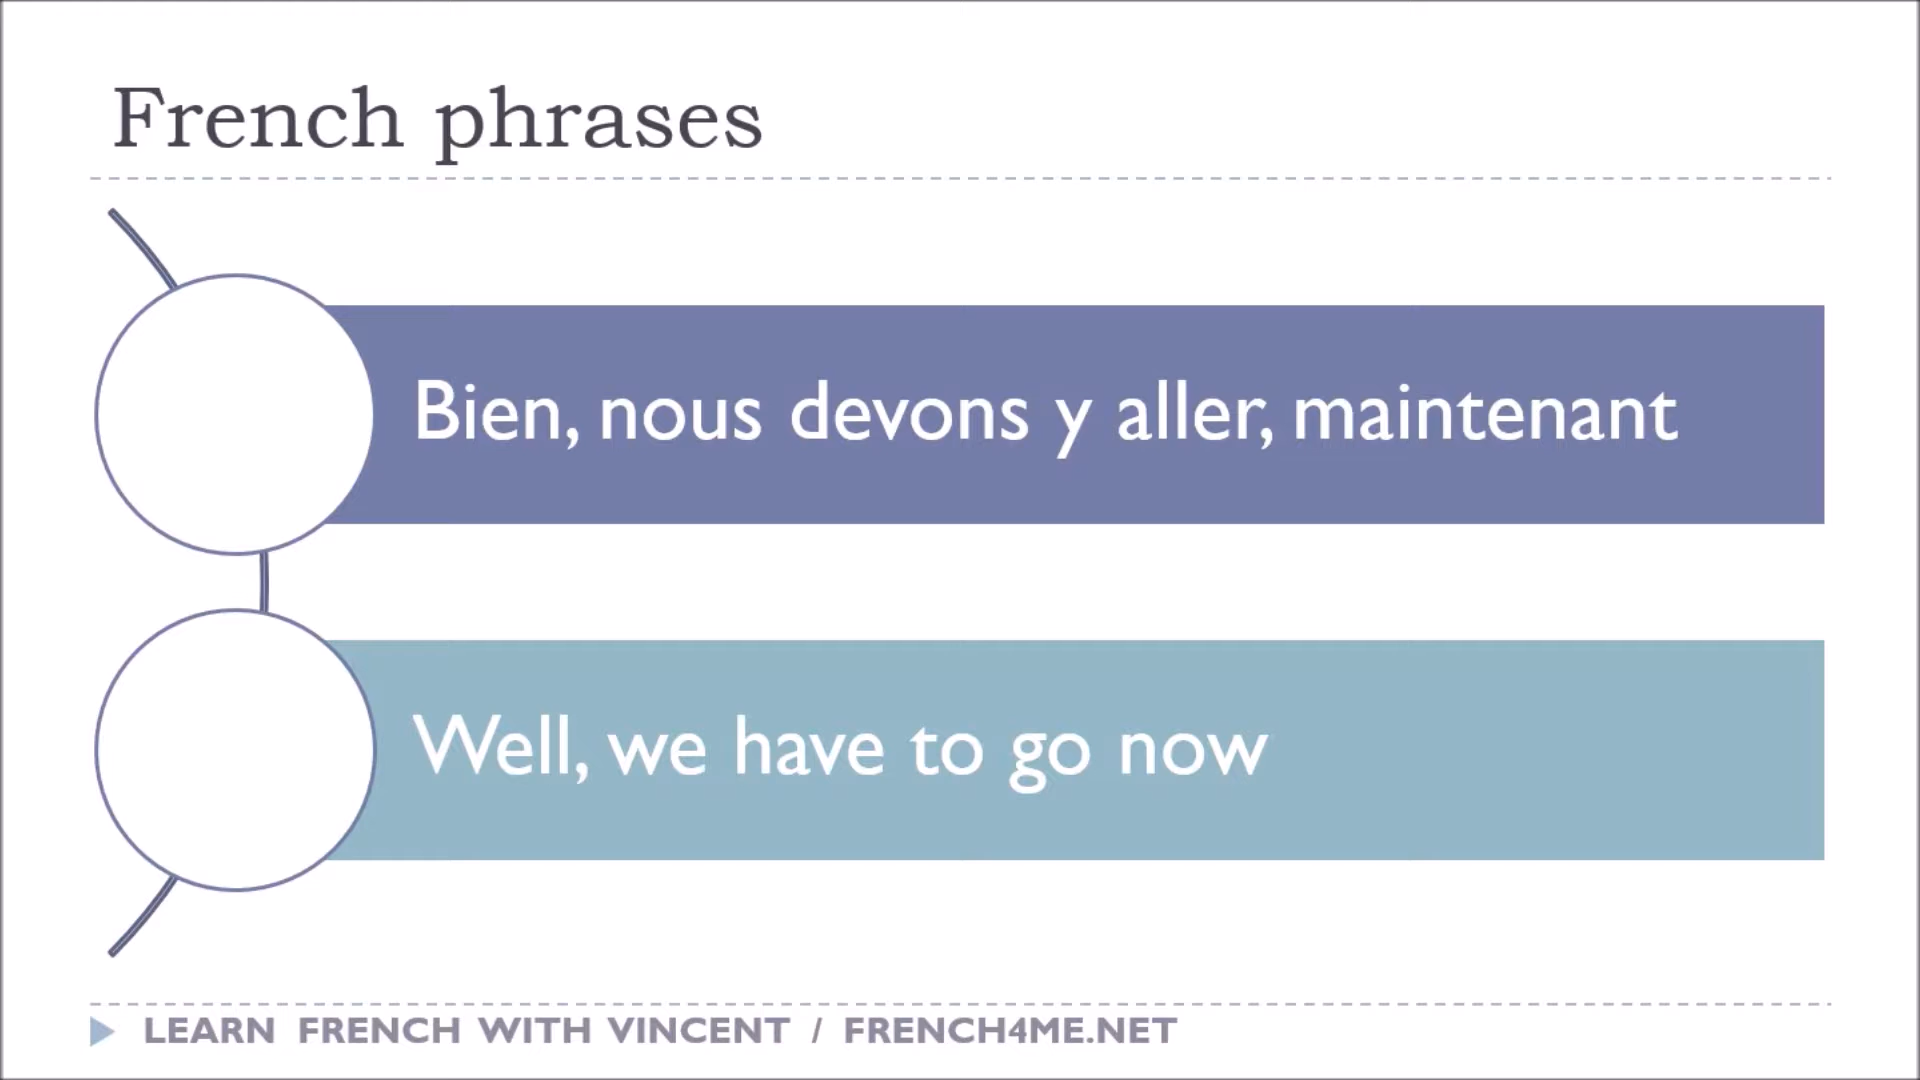 French phrases
Bien, nous devons y aller, maintenant
Well, we have to go now
LEARN FRENCH WITH VINCENT / FRENCH4ME.NET